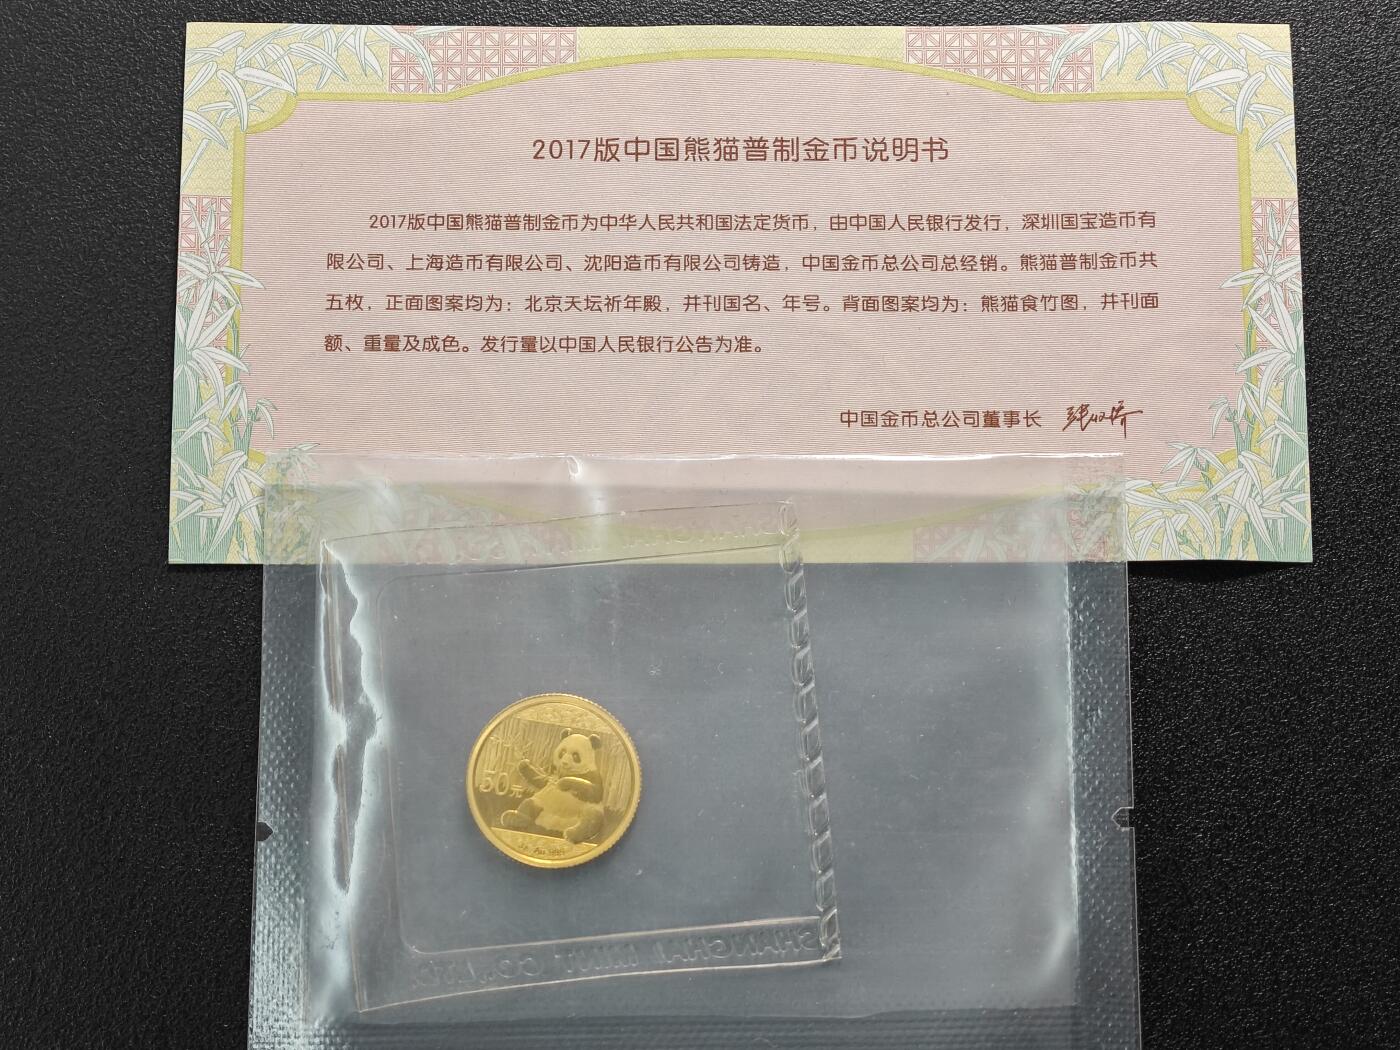 2017版中国熊猫普制金币说明书
2017版中国熊猫普制金币为中华人民共和国法定货币，由中国人民银行发行，深圳国宝造币有
限公司、上海造币有限公司、沈阳造币有限公司铸造，中国金币总公司总经销。熊猫普制金币共
五枚，正面图案均为：北京天坛祈年殿，并刊国名、年号。背面图案均为：熊猫食竹图，并刊面
额、重量及成色。发行量以中国人民银行公告为准。
中国金币总公司董事长
50元
3g Au.999
SHANGHAI MINT CO.,LTD.